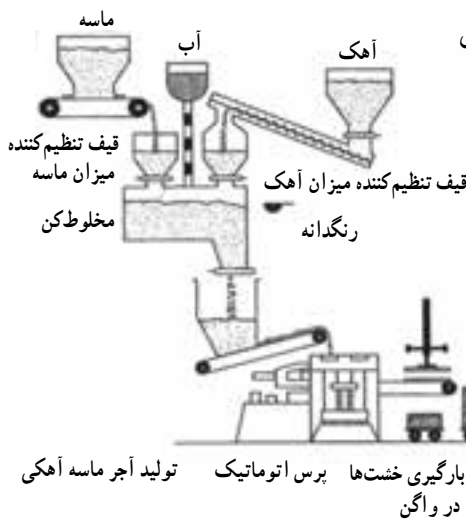 ماسه
آب
آهک
قیف تنظیم‌کننده
میزان ماسه
قیف تنظیم‌کننده میزان آهک
مخلوط‌کن
رنگدانه
بارگیری خشت‌ها
در واگن
پرس اتوماتیک
تولید آجر ماسه آهکی